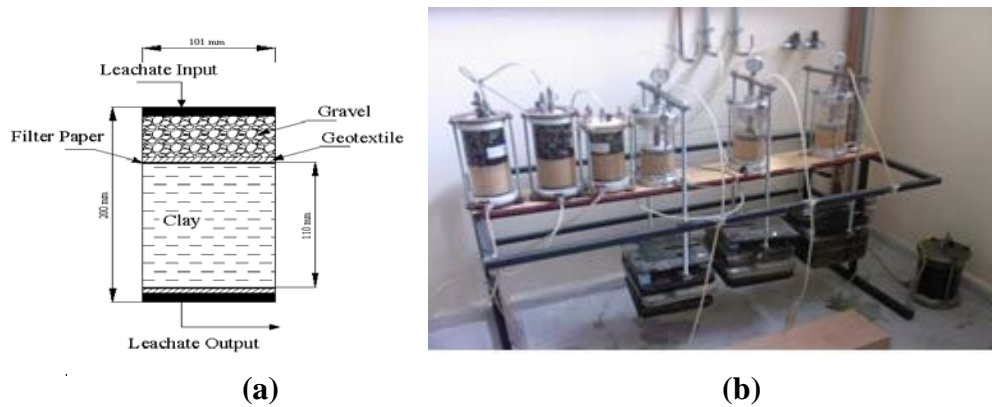 101 mm
Leachate Input
Gravel
Filter Paper
Geotextile
200 mm
Clay
110 mm
Leachate Output
(a)
(b)